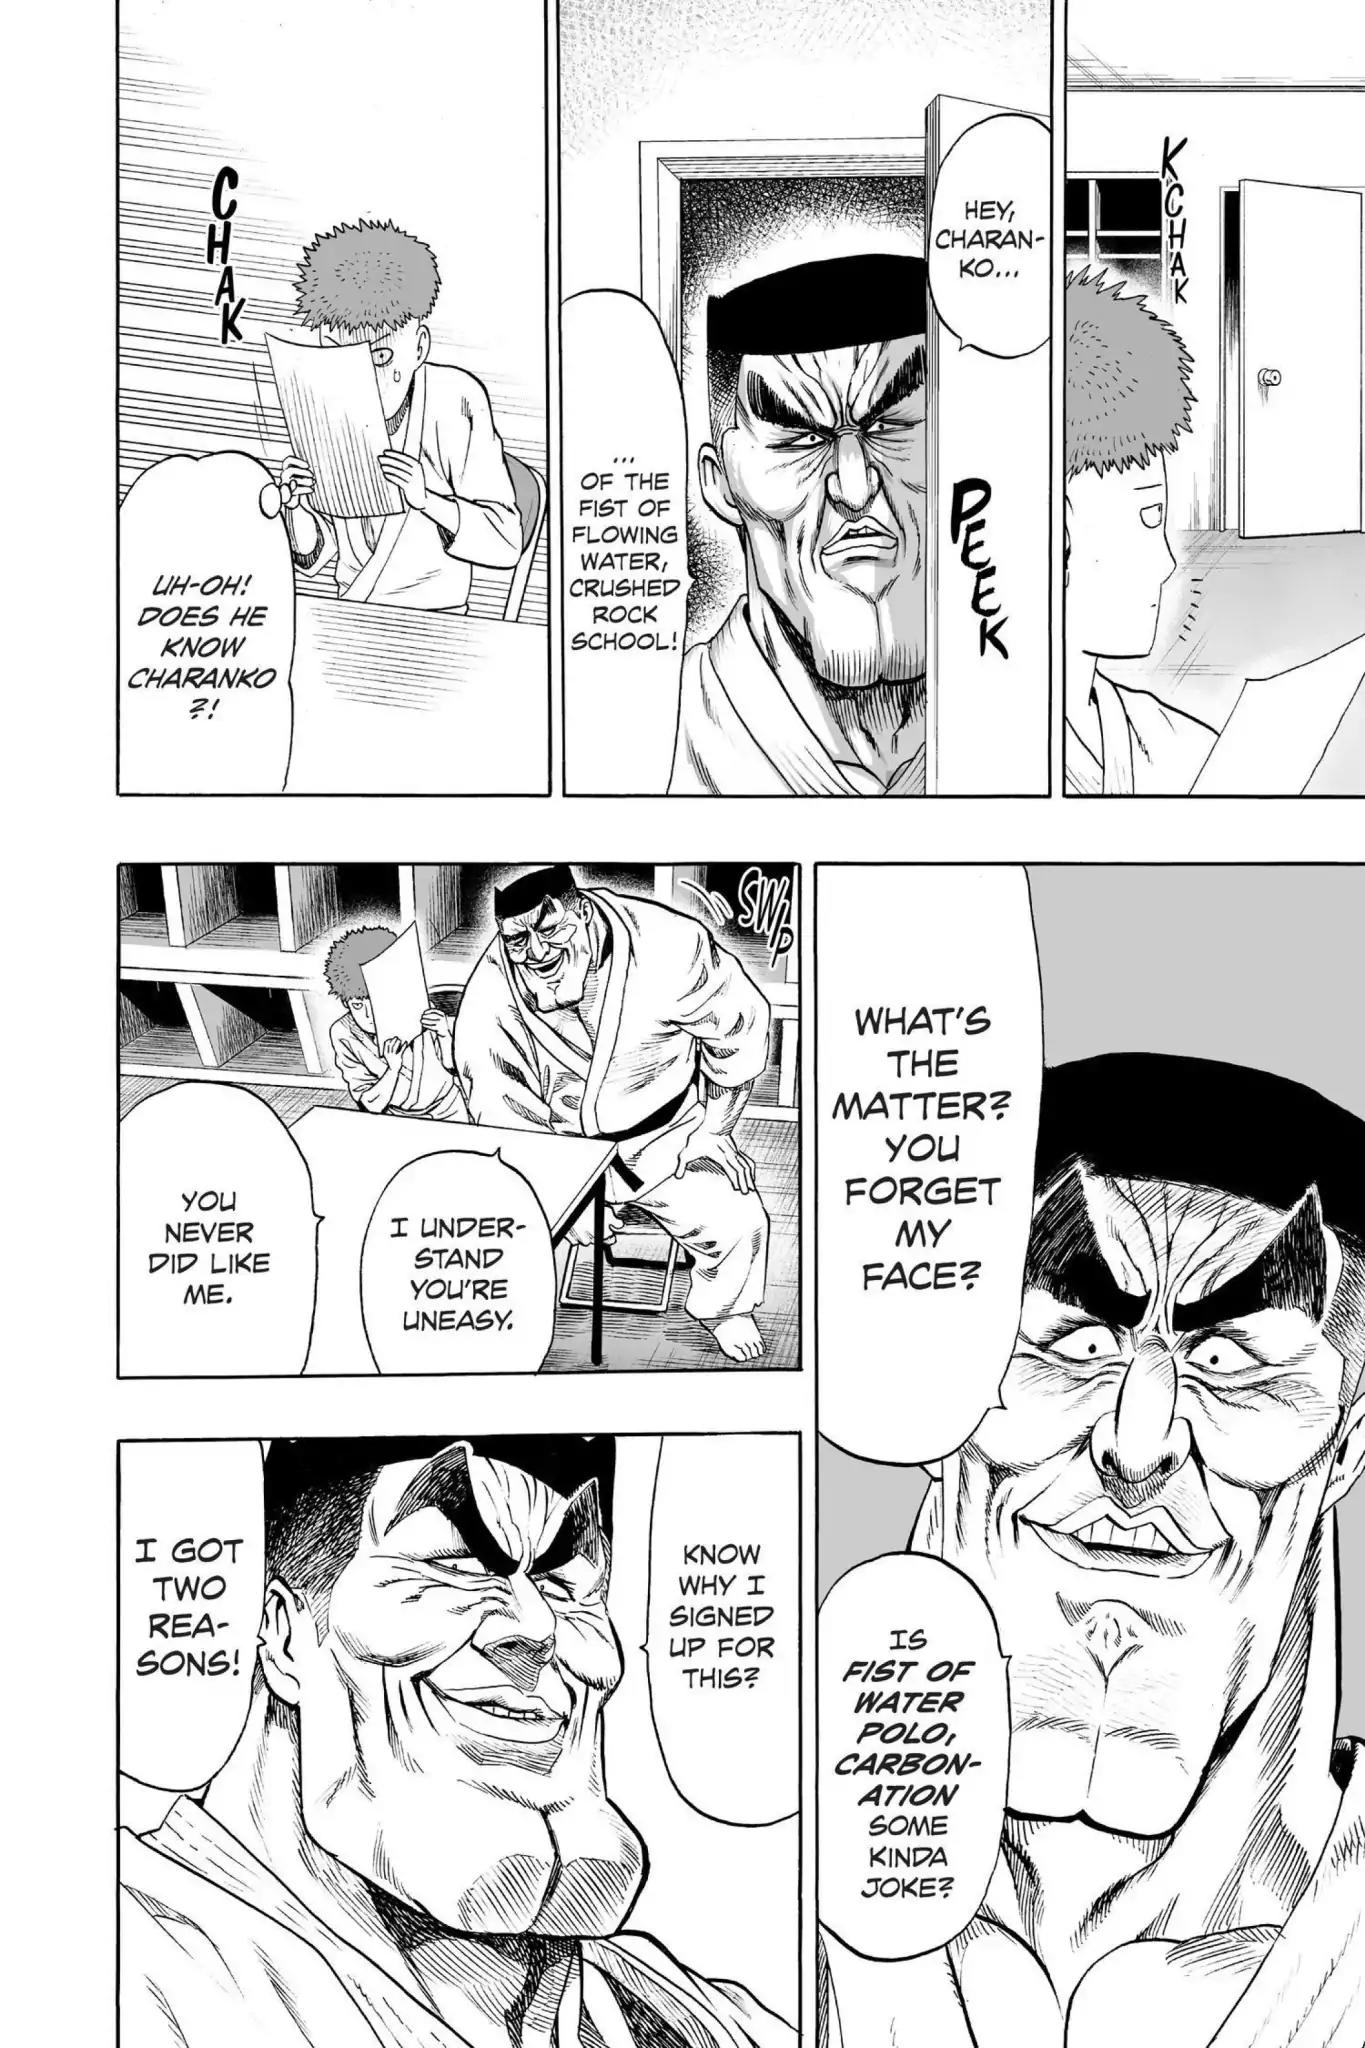 KCHAK
HEY,
CHARAN-
KO...
PEEK
...
OF THE
FIST OF
FLOWING
WATER,
CRUSHED
ROCK
SCHOOL!
CHAK
UH-OH!
DOES HE
KNOW
CHARANKO
?!
WHAT'S
THE
MATTER?
YOU
FORGET
MY
FACE?
IS
FIST OF
WATER
POLO,
CARBON-
ATION
SOME
KINDA
JOKE?
SWIP
I UNDER-
STAND
YOU'RE
UNEASY.
YOU
NEVER
DID LIKE
ME.
KNOW
WHY I
SIGNED
UP FOR
THIS?
I GOT
TWO
REA-
SONS!